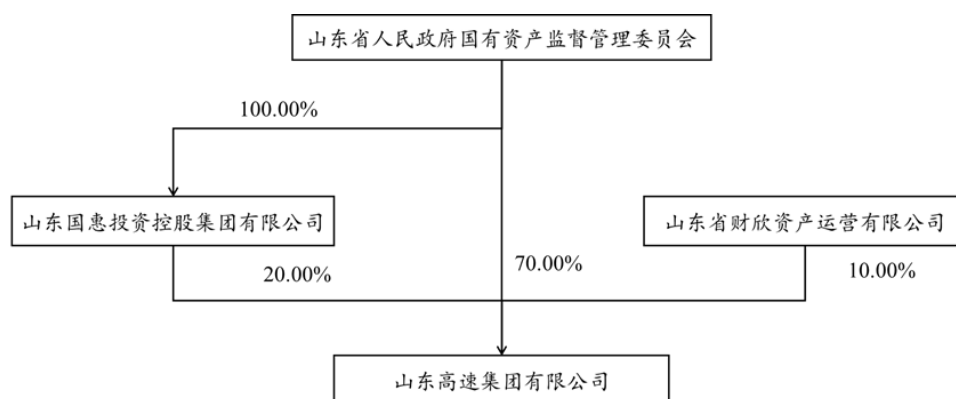 山东省人民政府国有资产监督管理委员会
100.00%
山东国惠投资控股集团有限公司
山东省财欣资产运营有限公司
20.00%
70.00%
10.00%
山东高速集团有限公司